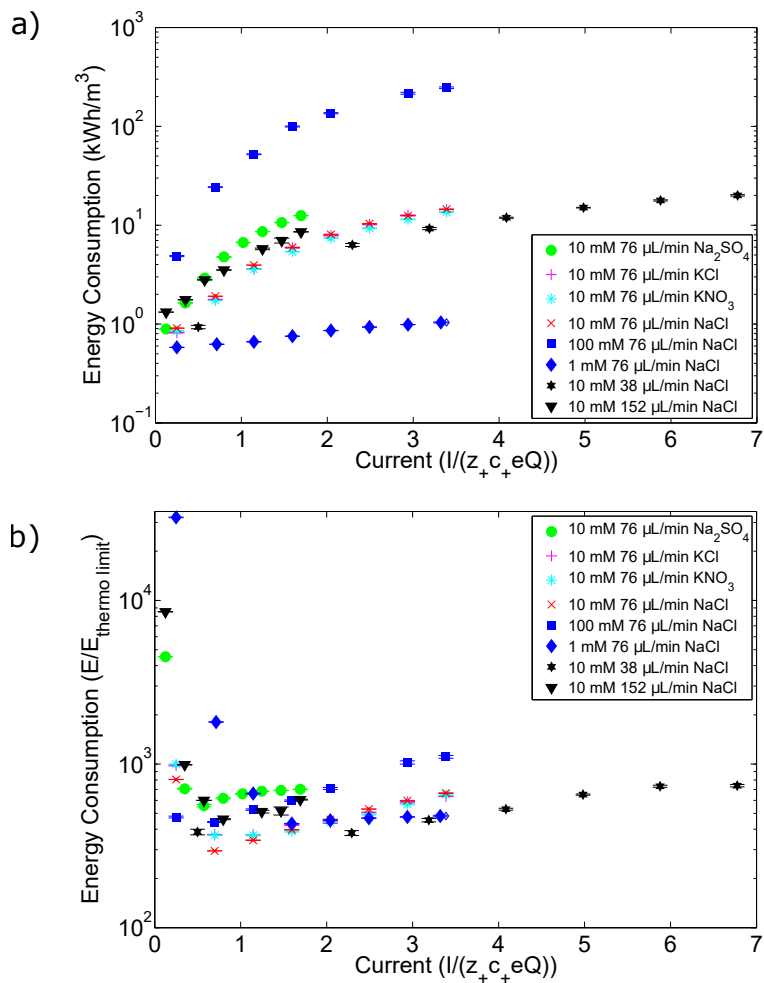 a)
Energy Consumption (kWh/m³)
10³
10²
10¹
10⁰
10⁻¹
10 mM 76 µL/min Na₂SO₄
10 mM 76 µL/min KCl
10 mM 76 µL/min KNO₃
10 mM 76 µL/min NaCl
100 mM 76 µL/min NaCl
1 mM 76 µL/min NaCl
10 mM 38 µL/min NaCl
10 mM 152 µL/min NaCl
0 1 2 3 4 5 6 7
Current (I/(z₊c₊eQ))
b)
Energy Consumption (E/E_thermo limit)
10⁴
10³
10²
10 mM 76 µL/min Na₂SO₄
10 mM 76 µL/min KCl
10 mM 76 µL/min KNO₃
10 mM 76 µL/min NaCl
100 mM 76 µL/min NaCl
1 mM 76 µL/min NaCl
10 mM 38 µL/min NaCl
10 mM 152 µL/min NaCl
0 1 2 3 4 5 6 7
Current (I/(z₊c₊eQ))